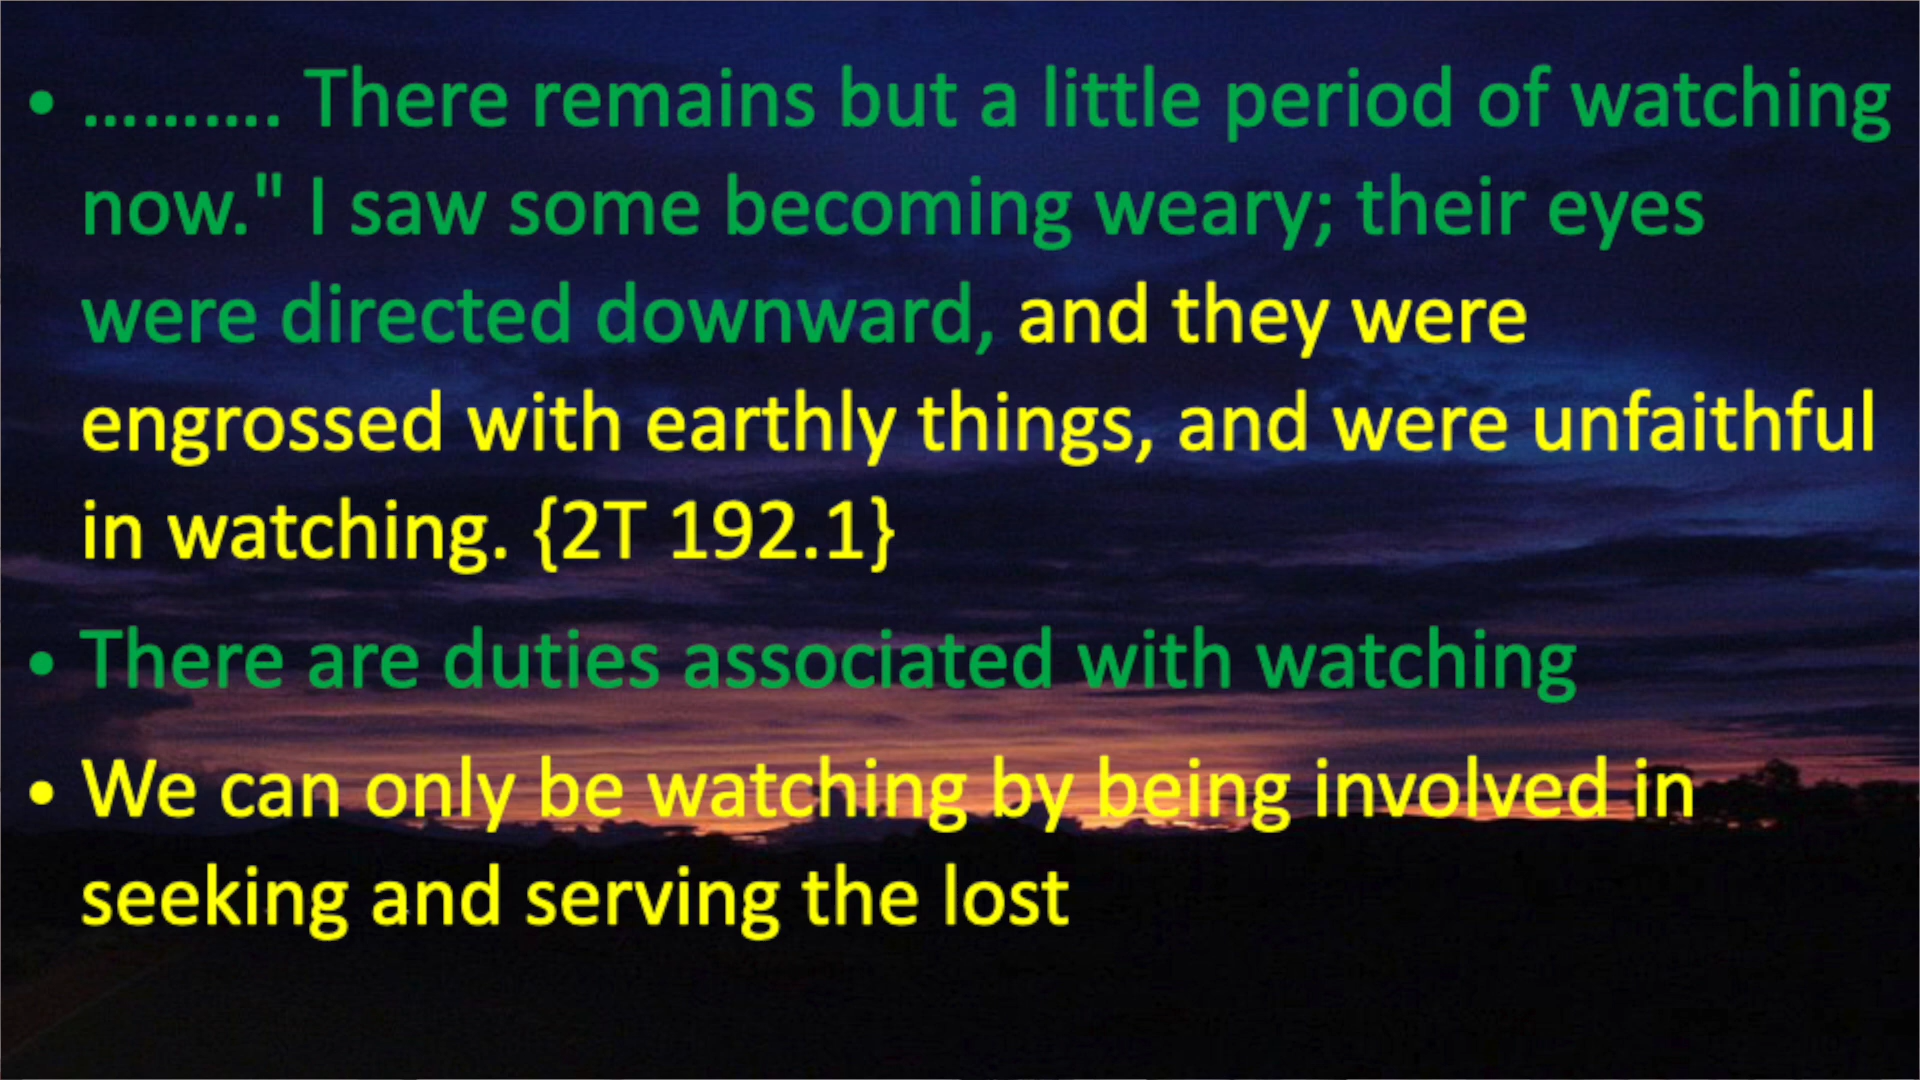 • .......... There remains but a little period of watching
now." I saw some becoming weary; their eyes
were directed downward, and they were
engrossed with earthly things, and were unfaithful
in watching. {2T 192.1}
• There are duties associated with watching
• We can only be watching by being involved in
seeking and serving the lost